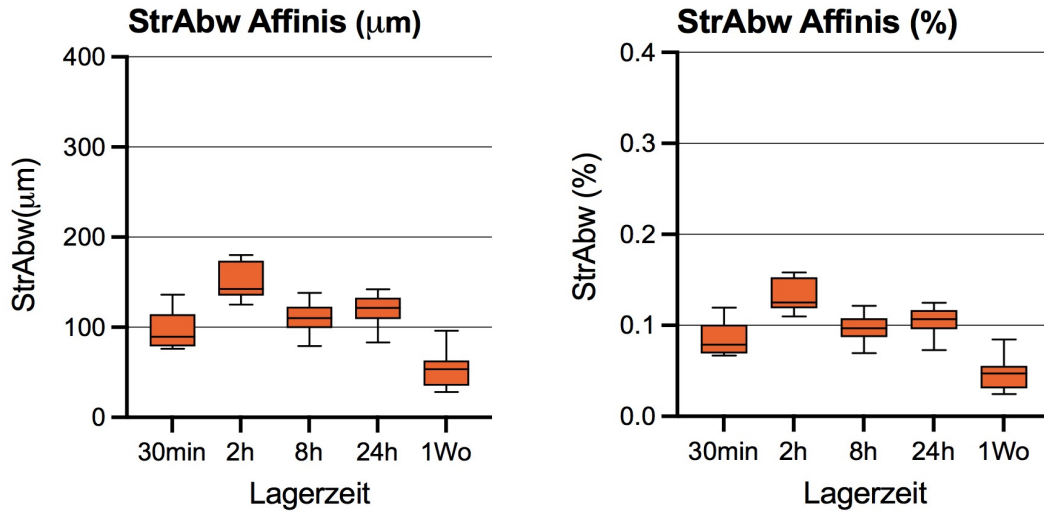 StrAbw Affinis (μm)
400
300
200
100
0
StrAbw(μm)
30min 2h 8h 24h 1Wo
Lagerzeit
StrAbw Affinis (%)
0.4
0.3
0.2
0.1
0.0
StrAbw (%)
30min 2h 8h 24h 1Wo
Lagerzeit